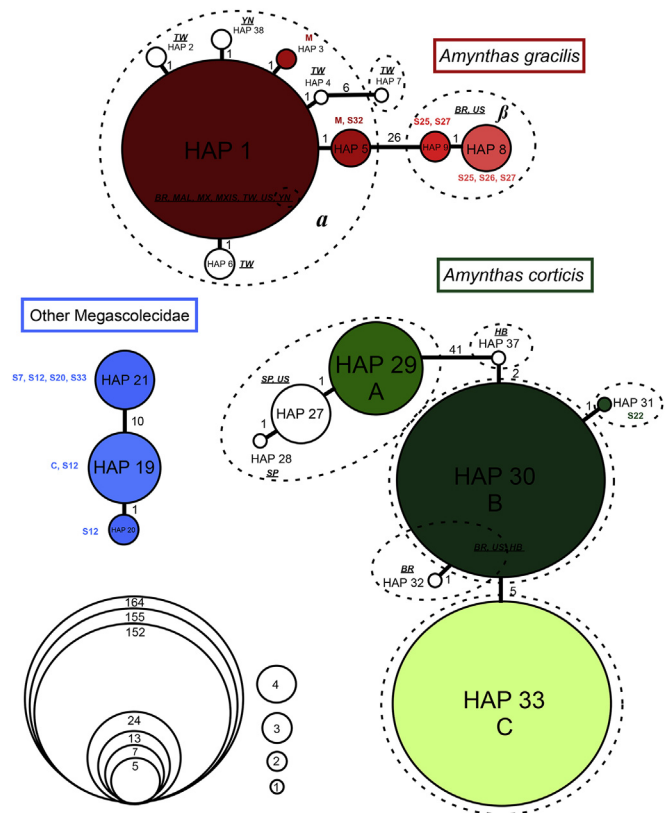 TW
HAP 2
YN
HAP 38
M
HAP 3
TW
HAP 4
TW
HAP 7
Amynthas gracilis
1
1
1
1
6
HAP 1
1
M, S32
HAP 5
26
S25, S27
HAP 9
1
BR, US
β
HAP 8
S25, S26, S27
BR, MAL, MX, MXIS, TW, US, YN
a
1
HAP 6
TW
Amynthas corticis
Other Megascolecidae
S7, S12, S20, S33
HAP 21
10
C, S12
HAP 19
1
S12
HAP 20
HAP 29
A
41
HB
HAP 37
2
SP, US
1
HAP 27
1
HAP 28
SP
1
HAP 31
S22
HAP 30
B
BR, US, HB
BR
HAP 32
1
5
HAP 33
C
164
155
152
24
13
7
5
4
3
2
1